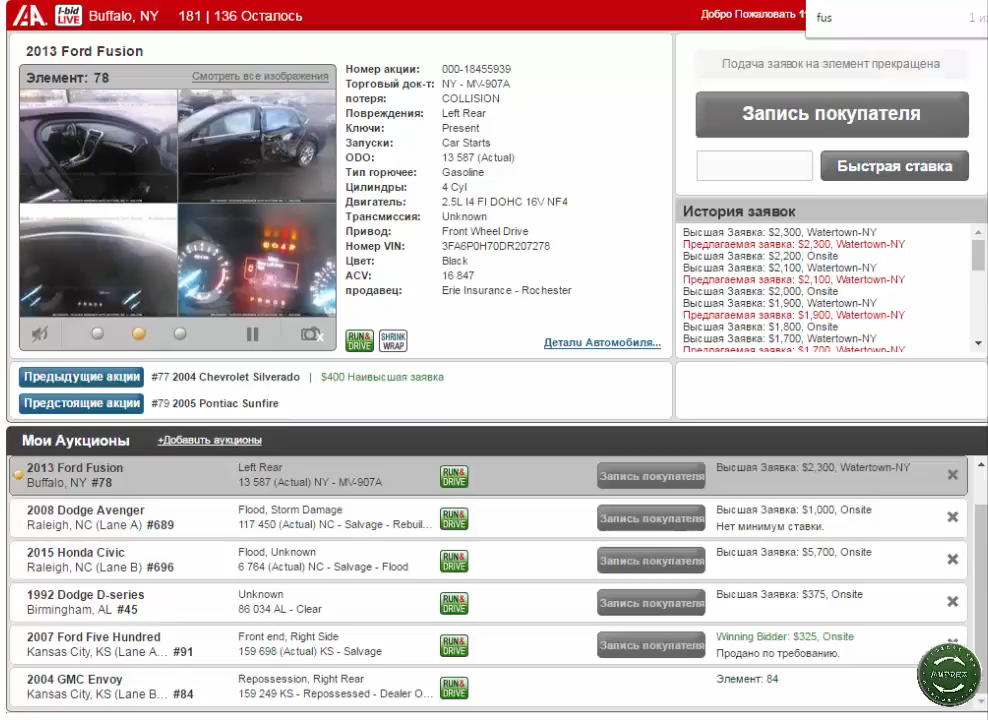 IAA I-bid LIVE Buffalo, NY 181 | 136 Осталось Добро Пожаловать
fus 1 из
2013 Ford Fusion
Элемент: 78 Смотреть все изображения
Номер акции: 000-18455939
Торговый док-т: NY - MV-907A
потеря: COLLISION
Повреждения: Left Rear
Ключи: Present
Запуски: Car Starts
ODO: 13 587 (Actual)
Тип горючее: Gasoline
Цилиндры: 4 Cyl
Двигатель: 2.5L I4 FI DOHC 16V NF4
Трансмиссия: Unknown
Привод: Front Wheel Drive
Номер VIN: 3FA6P0H70DR207278
Цвет: Black
ACV: 16 847
продавец: Erie Insurance - Rochester
RUN& DRIVE SHRINK WRAP Детали Автомобиля...
Подача заявок на элемент прекращена
Запись покупателя
Быстрая ставка
История заявок
Высшая Заявка: $2,300, Watertown-NY
Предлагаемая заявка: $2,300, Watertown-NY
Высшая Заявка: $2,200, Onsite
Высшая Заявка: $2,100, Watertown-NY
Предлагаемая заявка: $2,100, Watertown-NY
Высшая Заявка: $2,000, Onsite
Высшая Заявка: $1,900, Watertown-NY
Предлагаемая заявка: $1,900, Watertown-NY
Высшая Заявка: $1,800, Onsite
Высшая Заявка: $1,700, Watertown-NY
Предлагаемая заявка: $1,700, Watertown-NY
Предыдущие акции #77 2004 Chevrolet Silverado | $400 Наивысшая заявка
Предстоящие акции #79 2005 Pontiac Sunfire
Мои Аукционы +Добавить аукционы
2013 Ford Fusion Left Rear Высшая Заявка: $2,300, Watertown-NY
Buffalo, NY #78 13 587 (Actual) NY - MV-907A RUN& DRIVE Запись покупателя
2008 Dodge Avenger Flood, Storm Damage Высшая Заявка: $1,000, Onsite
Raleigh, NC (Lane A) #689 117 450 (Actual) NC - Salvage - Rebuil... RUN& DRIVE Запись покупателя Нет минимум ставки.
2015 Honda Civic Flood, Unknown Высшая Заявка: $5,700, Onsite
Raleigh, NC (Lane B) #696 6 764 (Actual) NC - Salvage - Flood RUN& DRIVE Запись покупателя
1992 Dodge D-series Unknown Высшая Заявка: $375, Onsite
Birmingham, AL #45 86 034 AL - Clear RUN& DRIVE Запись покупателя
2007 Ford Five Hundred Front end, Right Side Winning Bidder: $325, Onsite
Kansas City, KS (Lane A... #91 159 698 (Actual) KS - Salvage RUN& DRIVE Запись покупателя Продано по требованию.
2004 GMC Envoy Repossession, Right Rear Элемент: 84
Kansas City, KS (Lane B... #84 159 249 KS - Repossessed - Dealer O... RUN& DRIVE